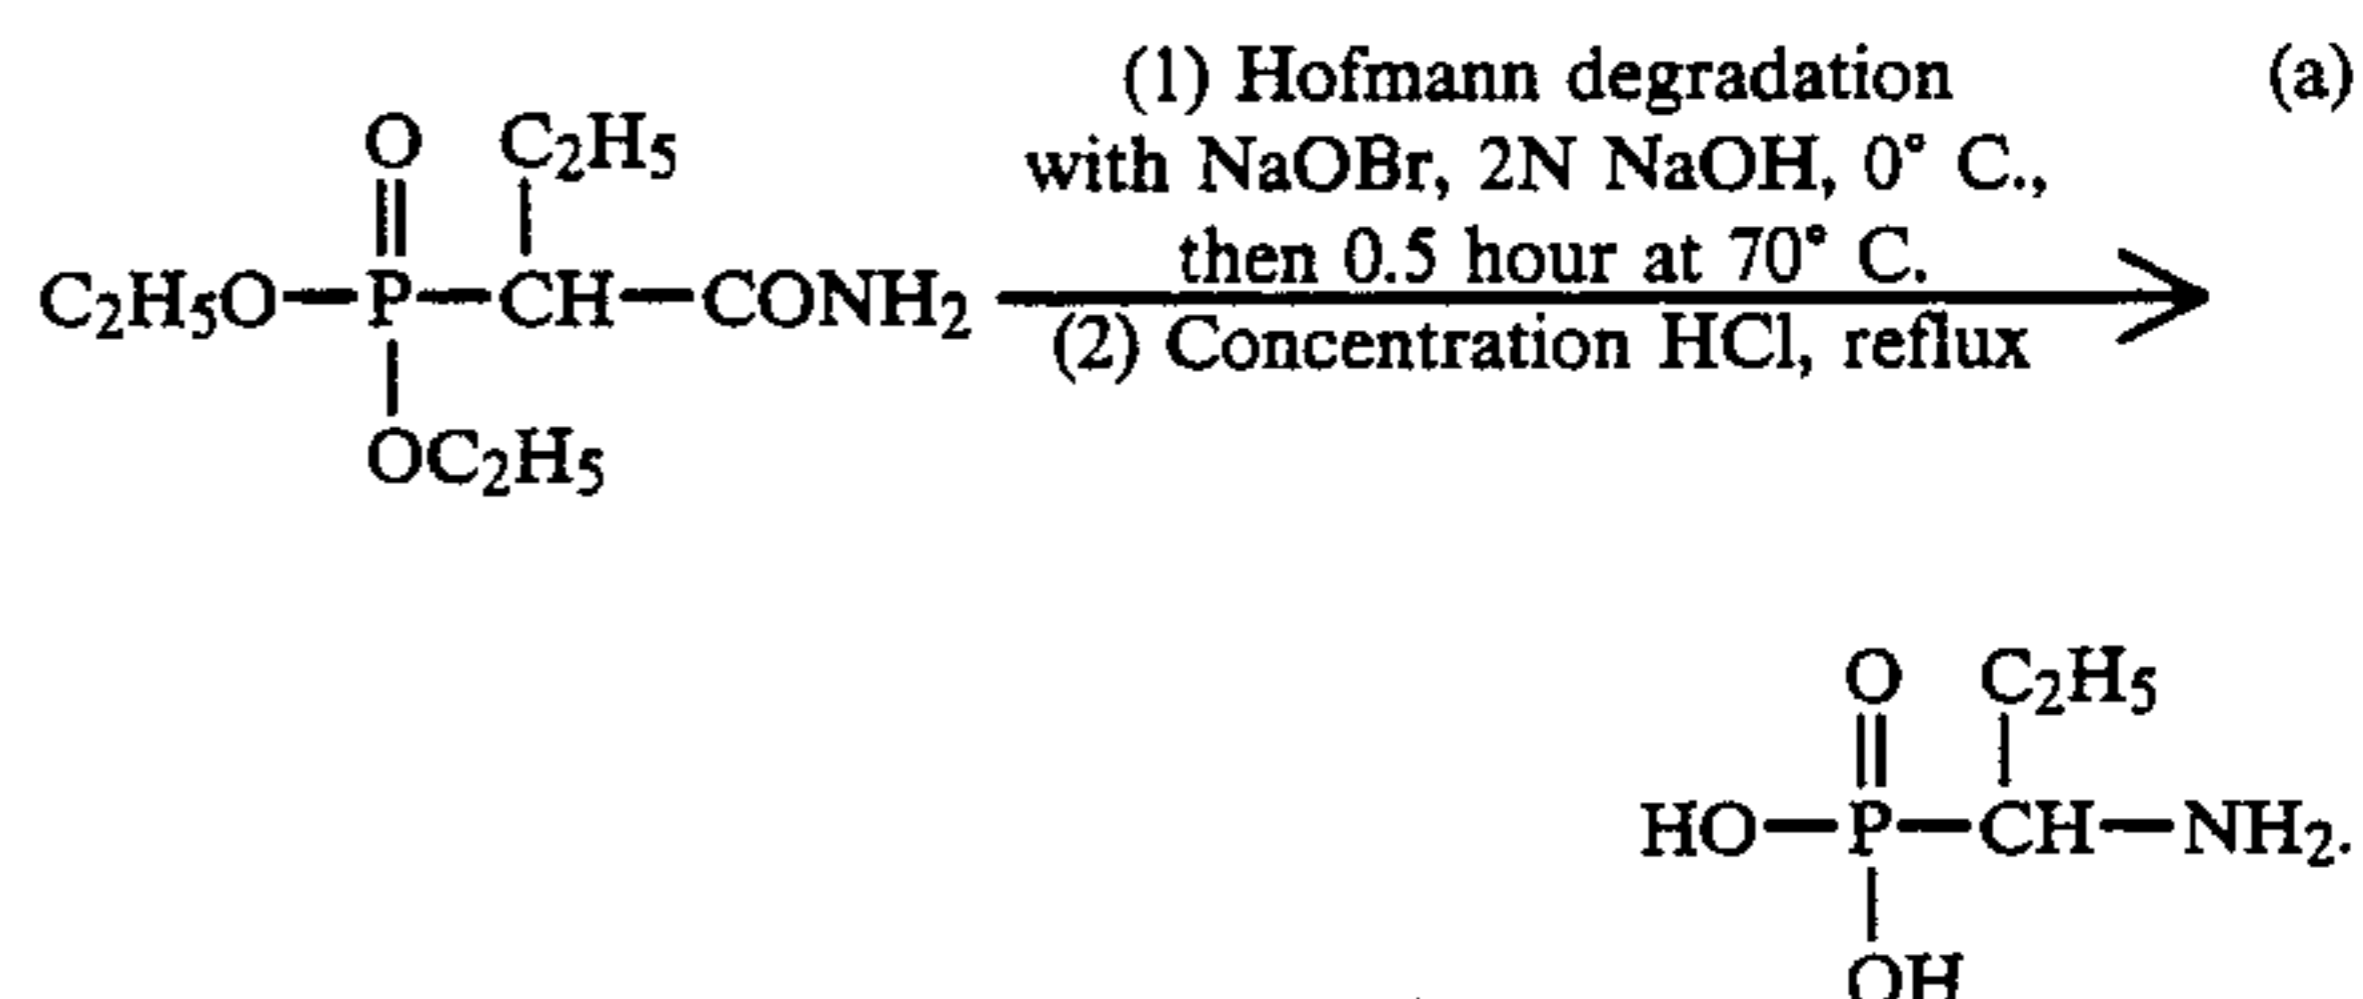 (1) Hofmann degradation (a)
with NaOBr, 2N NaOH, 0° C.,
then 0.5 hour at 70° C.
(2) Concentration HCl, reflux
O C₂H₅
C₂H₅O—P—CH—CONH₂
OC₂H₅
O C₂H₅
HO—P—CH—NH₂.
OH